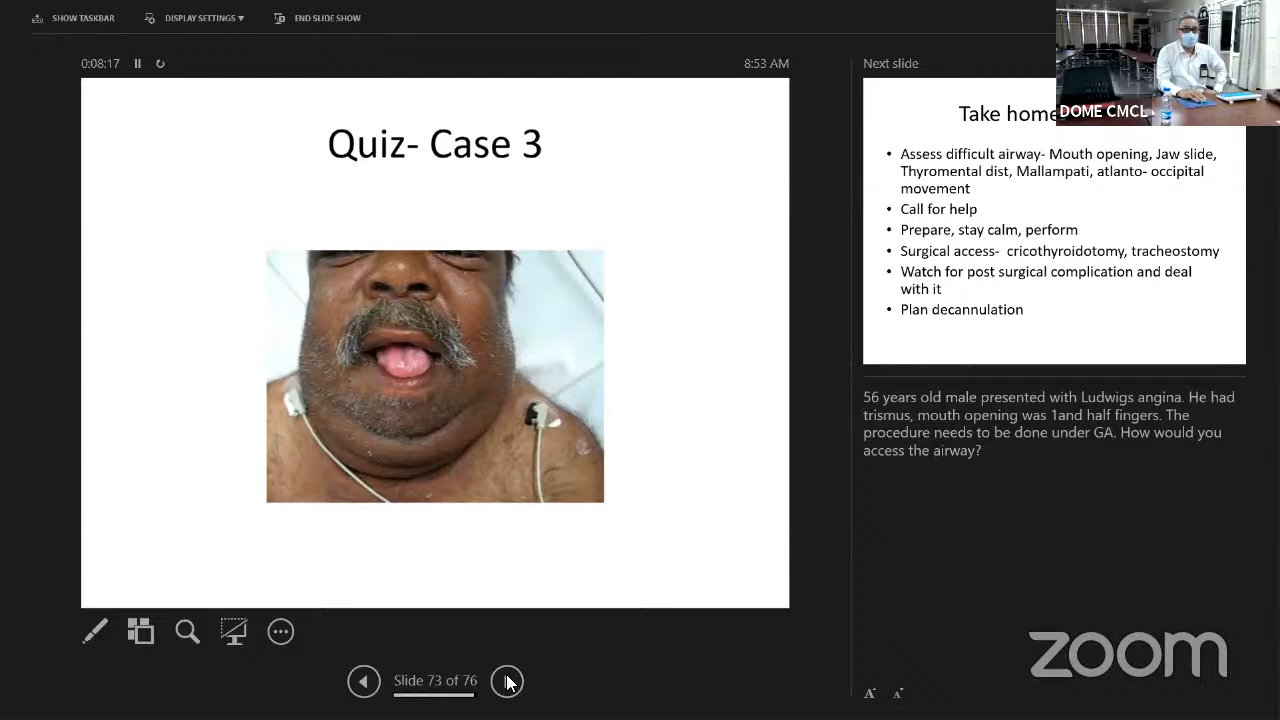 SHOW TASKBAR
DISPLAY SETTINGS ▼
END SLIDE SHOW
0:08:17
8:53 AM
Quiz- Case 3
Slide 73 of 76
Next slide
Take home
• Assess difficult airway- Mouth opening, Jaw slide,
Thyromental dist, Mallampati, atlanto- occipital
movement
• Call for help
• Prepare, stay calm, perform
• Surgical access- cricothyroidotomy, tracheostomy
• Watch for post surgical complication and deal
with it
• Plan decannulation
56 years old male presented with Ludwigs angina. He had
trismus, mouth opening was 1and half fingers. The
procedure needs to be done under GA. How would you
access the airway?
A A
DOME CMCL
zoom